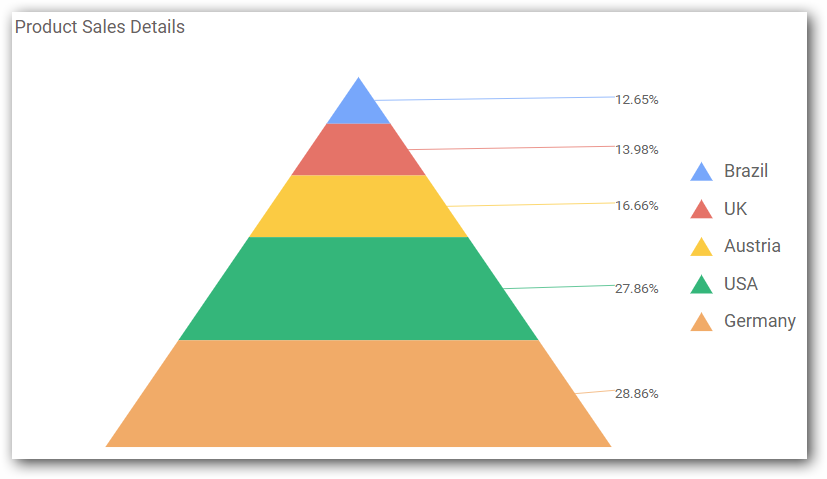 Product Sales Details
12.65%
13.98%
16.66%
27.86%
28.86%
Brazil
UK
Austria
USA
Germany